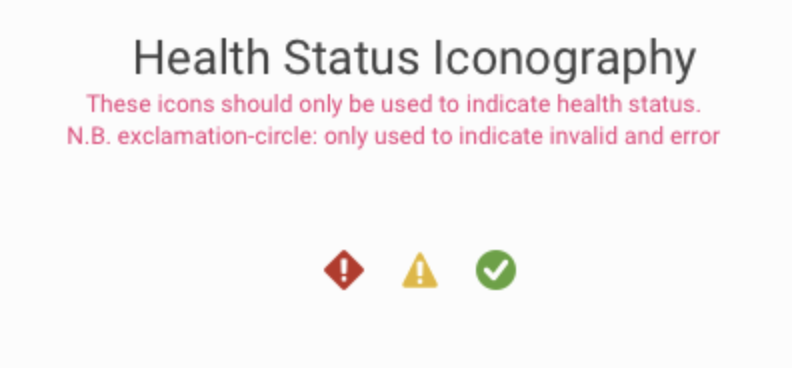 Health Status Iconography
These icons should only be used to indicate health status.
N.B. exclamation-circle: only used to indicate invalid and error